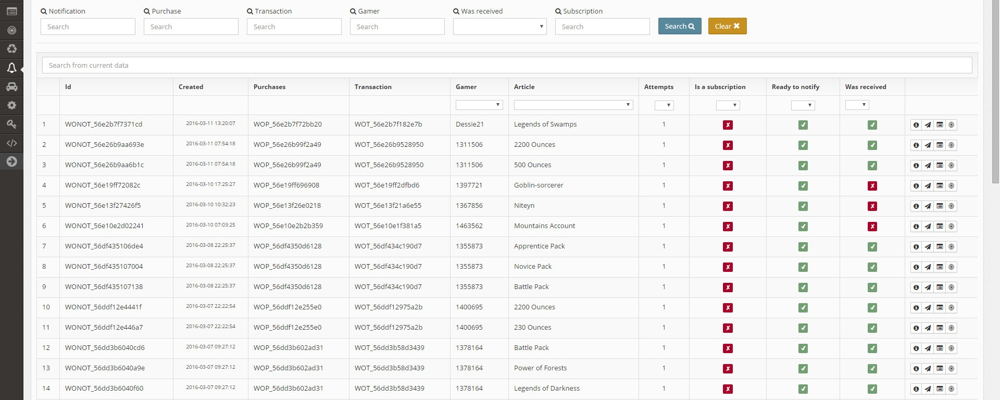 Notification Purchase Transaction Gamer Was received Subscription
Search Search Search Search Search Search Clear
Search from current data
Id Created Purchases Transaction Gamer Article Attempts Is a subscription Ready to notify Was received
1 WONOT_56e2b7f7371cd 2016-03-11 13:20:07 WOP_56e2b7f72bb20 WOT_56e2b7f182e7b Dessie21 Legends of Swamps 1
2 WONOT_56e26b9aa693e 2016-03-11 07:54:18 WOP_56e26b99f2a49 WOT_56e26b9528950 1311506 2200 Ounces 1
3 WONOT_56e26b9aa6b1c 2016-03-11 07:54:18 WOP_56e26b99f2a49 WOT_56e26b9528950 1311506 500 Ounces 1
4 WONOT_56e19ff72082c 2016-03-10 17:25:27 WOP_56e19ff696908 WOT_56e19ff2dfbd6 1397721 Goblin-sorcerer 1
5 WONOT_56e13f27426f5 2016-03-10 10:32:23 WOP_56e13f26e0218 WOT_56e13f21a6e55 1367856 Niteyn 1
6 WONOT_56e10e2d02241 2016-03-10 07:03:25 WOP_56e10e2b2b359 WOT_56e10e1f381a5 1463562 Mountains Account 1
7 WONOT_56df435106de4 2016-03-08 22:25:37 WOP_56df4350d6128 WOT_56df434c190d7 1355873 Apprentice Pack 1
8 WONOT_56df435107004 2016-03-08 22:25:37 WOP_56df4350d6128 WOT_56df434c190d7 1355873 Novice Pack 1
9 WONOT_56df435107138 2016-03-08 22:25:37 WOP_56df4350d6128 WOT_56df434c190d7 1355873 Battle Pack 1
10 WONOT_56ddf12e4441f 2016-03-07 22:22:54 WOP_56ddf12e255e0 WOT_56ddf12975a2b 1400695 2200 Ounces 1
11 WONOT_56ddf12e446a7 2016-03-07 22:22:54 WOP_56ddf12e255e0 WOT_56ddf12975a2b 1400695 230 Ounces 1
12 WONOT_56dd3b6040cd6 2016-03-07 09:27:12 WOP_56dd3b602ad31 WOT_56dd3b58d3439 1378164 Battle Pack 1
13 WONOT_56dd3b6040a9e 2016-03-07 09:27:12 WOP_56dd3b602ad31 WOT_56dd3b58d3439 1378164 Power of Forests 1
14 WONOT_56dd3b6040f60 2016-03-07 09:27:12 WOP_56dd3b602ad31 WOT_56dd3b58d3439 1378164 Legends of Darkness 1